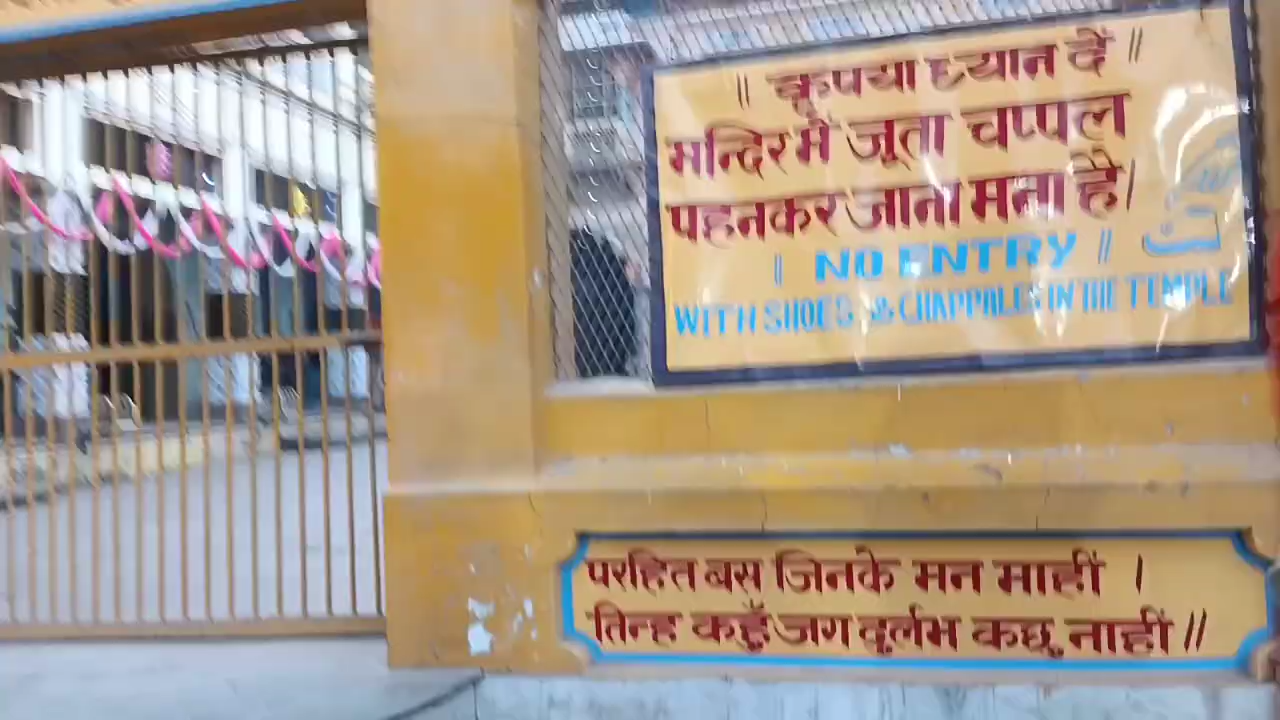 ॥ कृपया ध्यान दें ॥
मन्दिर में जूता चप्पल
पहनकर जाना मना है।
| NO ENTRY ||
WITH SHOES & CHAPPALES IN THE TEMPLE
परहित बस जिनके मन माहीं ।
तिन्ह कहुँ जग दुर्लभ कछु नाहीं ॥